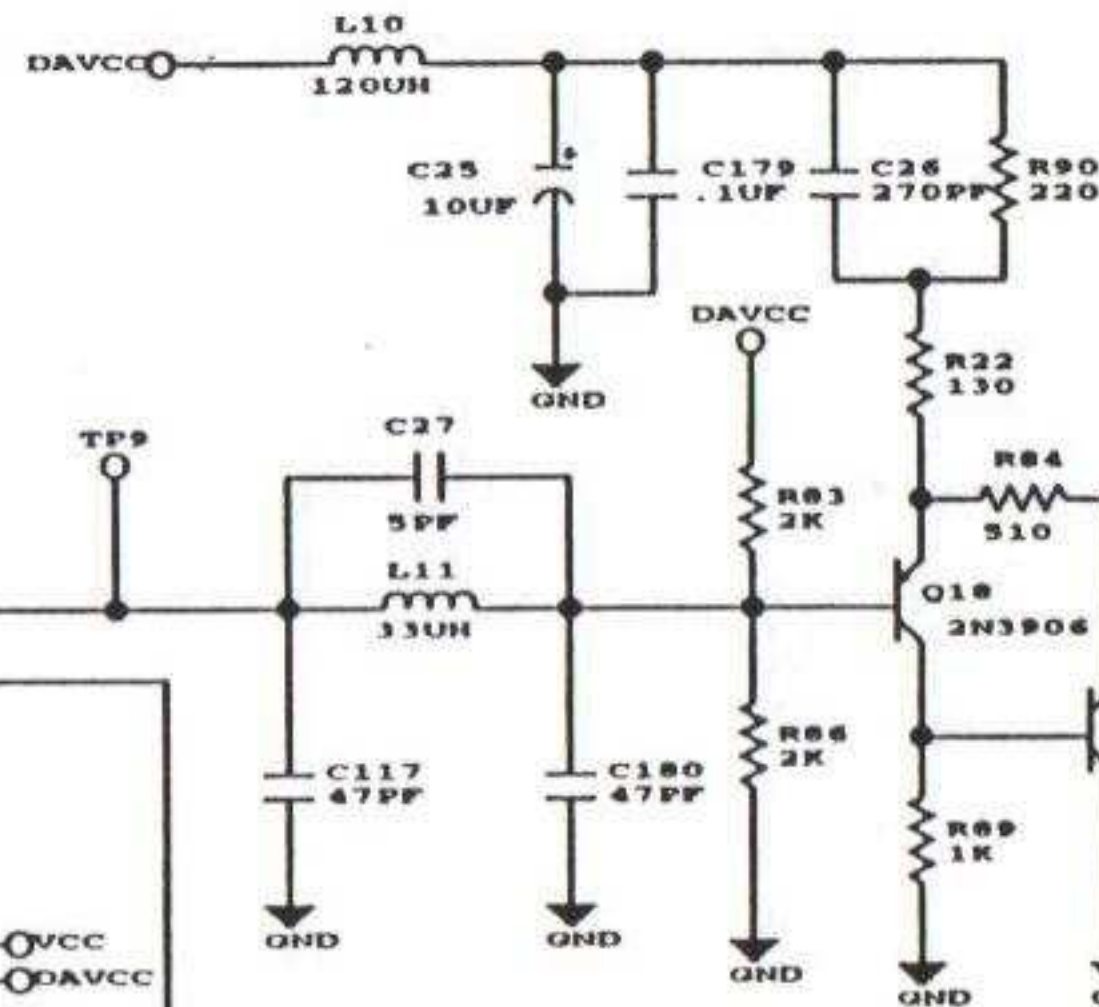 L10
DAVCC
120UH
C25
10UF
C179
.1UF
C26
270PF
R90
220
DAVCC
GND
R22
130
C27
TP9
R84
5PF
R83
2K
510
L11
33UH
Q18
2N3906
R86
2K
C117
47PF
C180
47PF
R89
1K
GND
GND
VCC
DAVCC
GND
GND